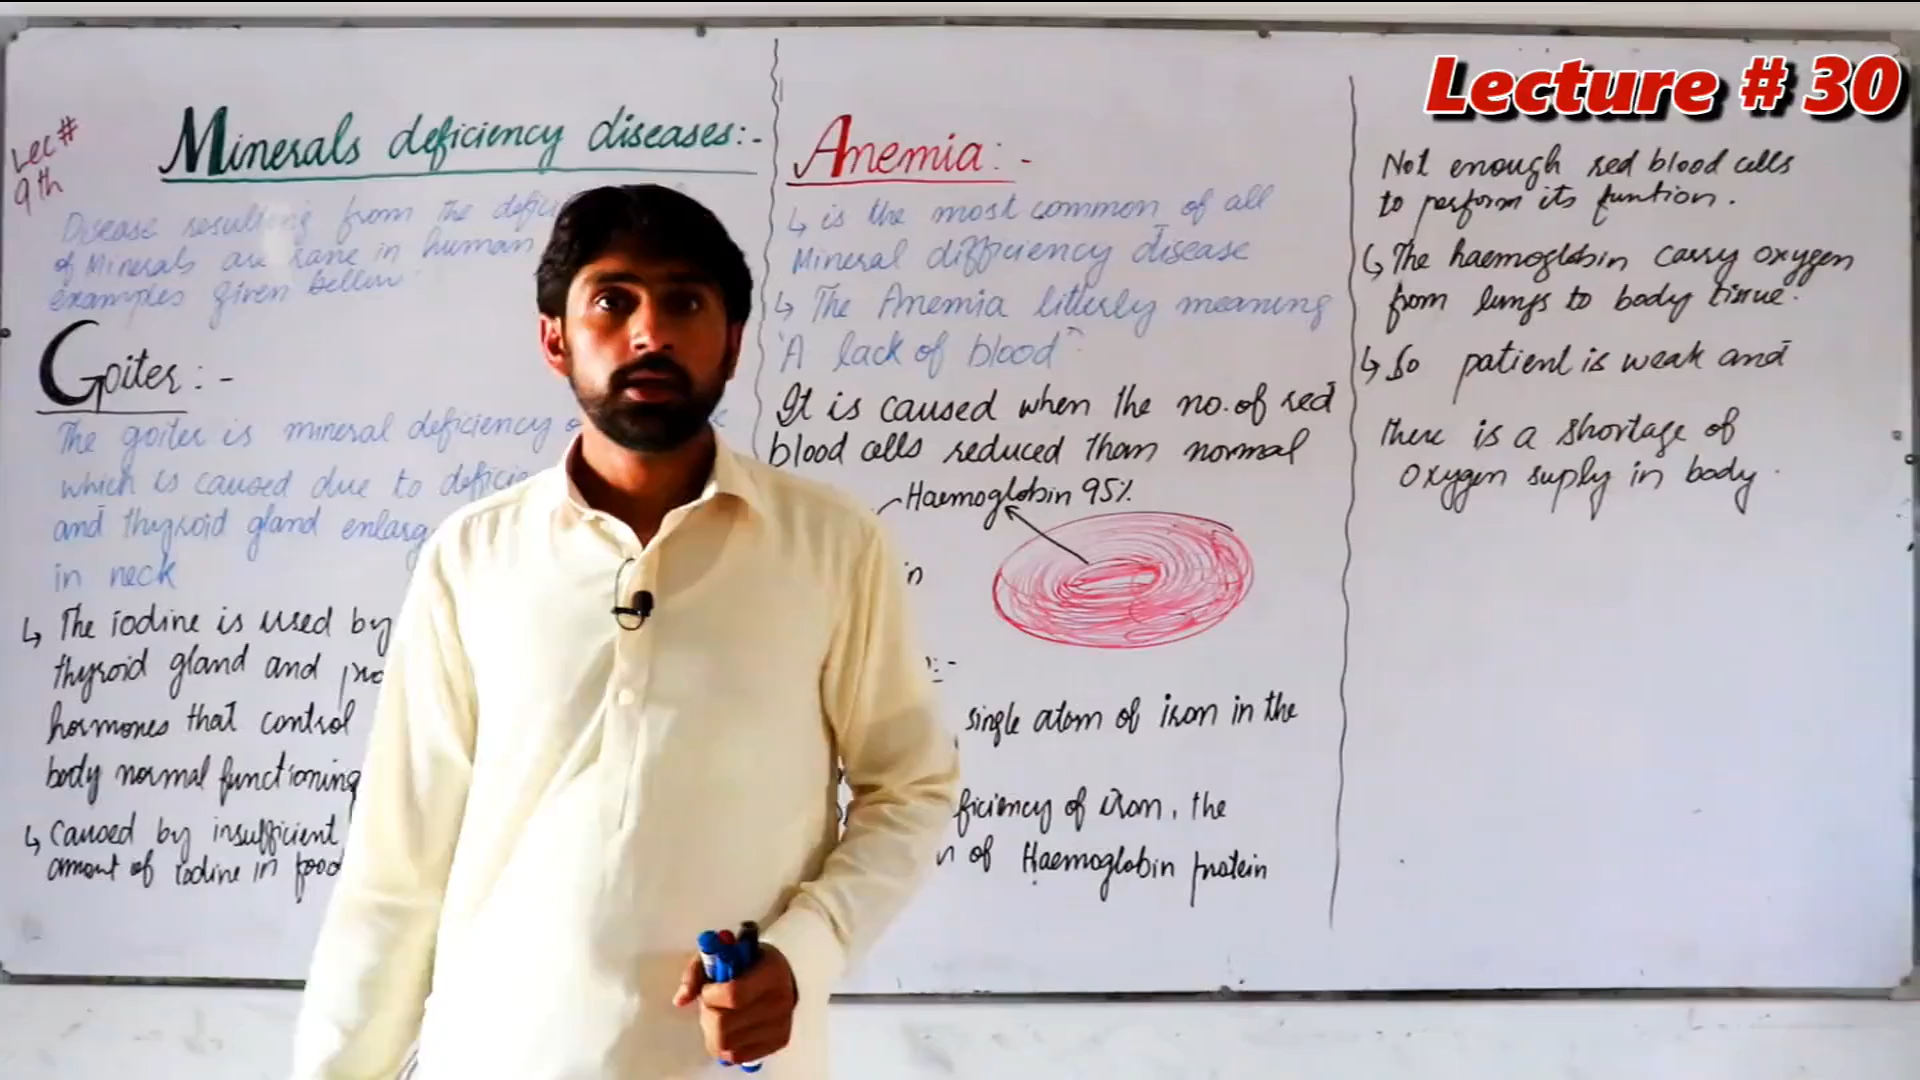 Lecture # 30
Lec #
9th
Minerals deficiency diseases:-
Disease resulting from the
of Minerals are rare in human
examples given bellow
Goiter:-
The goiter is mineral deficiency
which is caused due to
and thyroid gland
in neck
↳ The iodine is used by
thyroid gland and
hormones that control
body normal functioning
↳ Caused by insufficient
amount of iodine in food
Anemia:-
↳ is the most common of all
Mineral difficiency disease
↳ The Anemia litterly meaning
"A lack of blood"
It is caused when the no. of red
blood cells reduced than normal
Haemoglobin 95%
in
single atom of iron in the
of iron, the
of Haemoglobin protein
Not enough red blood cells
to perform its funtion.
↳ The haemoglobin carry oxygen
from lungs to body tissue.
↳ So patient is weak and
there is a shortage of
oxygen suply in body.